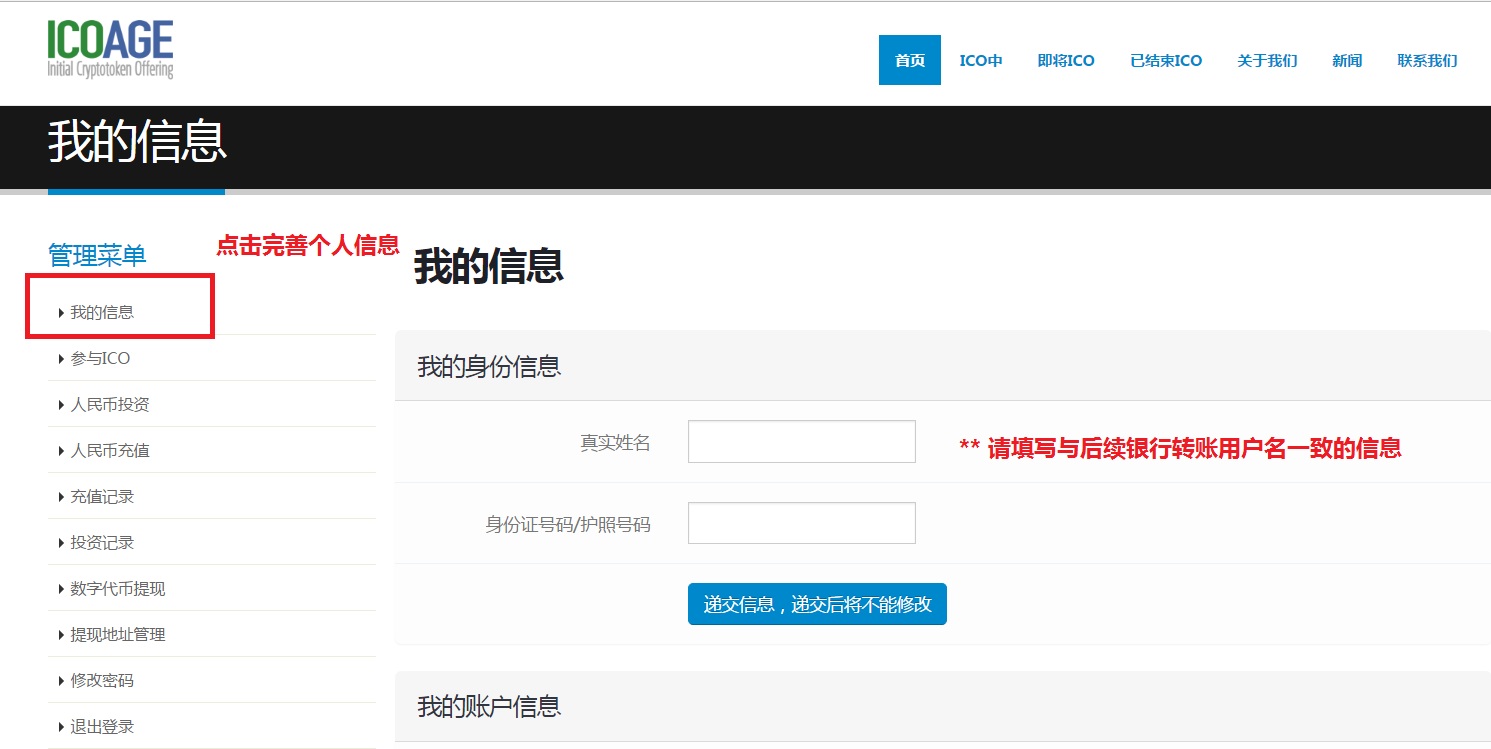 ICOAGE
Initial Cryptotoken Offering
首页 ICO中 即将ICO 已结束ICO 关于我们 新闻 联系我们
我的信息
管理菜单
点击完善个人信息
我的信息
参与ICO
人民币投资
人民币充值
充值记录
投资记录
数字代币提现
提现地址管理
修改密码
退出登录
我的信息
我的身份信息
真实姓名
** 请填写与后续银行转账用户名一致的信息
身份证号码/护照号码
递交信息，递交后将不能修改
我的账户信息